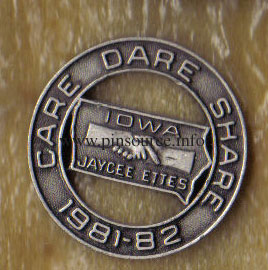 CARE DARE SHARE
IOWA
www.pinsource.info
JAYCEE ETTES
1981-82